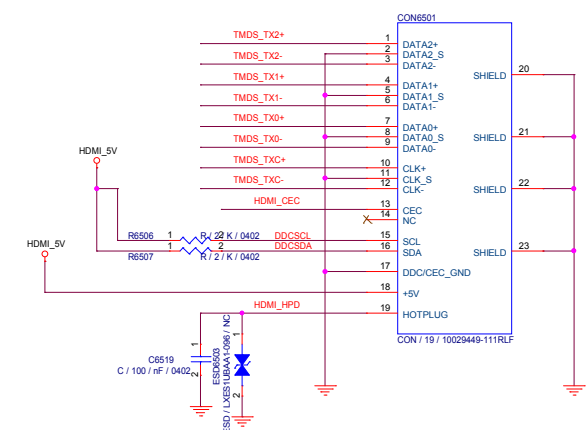 CON6501
TMDS_TX2+ 1 DATA2+
2 DATA2_S
TMDS_TX2- 3 DATA2-
20 SHIELD
TMDS_TX1+ 4 DATA1+
5 DATA1_S
TMDS_TX1- 6 DATA1-
TMDS_TX0+ 7 DATA0+
8 DATA0_S
21 SHIELD
TMDS_TX0- 9 DATA0-
HDMI_5V
TMDS_TXC+ 10 CLK+
11 CLK_S
TMDS_TXC- 12 CLK-
22 SHIELD
HDMI_CEC 13 CEC
14 NC
R6506 1 R / 2 / K / 0402 2 DDCSCL 15 SCL
R6507 1 R / 2 / K / 0402 2 DDCSDA 16 SDA
23 SHIELD
HDMI_5V
17 DDC/CEC_GND
18 +5V
HDMI_HPD 19 HOTPLUG
CON / 19 / 10029449-111RLF
C6519
C / 100 / nF / 0402
1
2
ESD6503
ESD / LXES1UBAA1-096 / NC
1
2